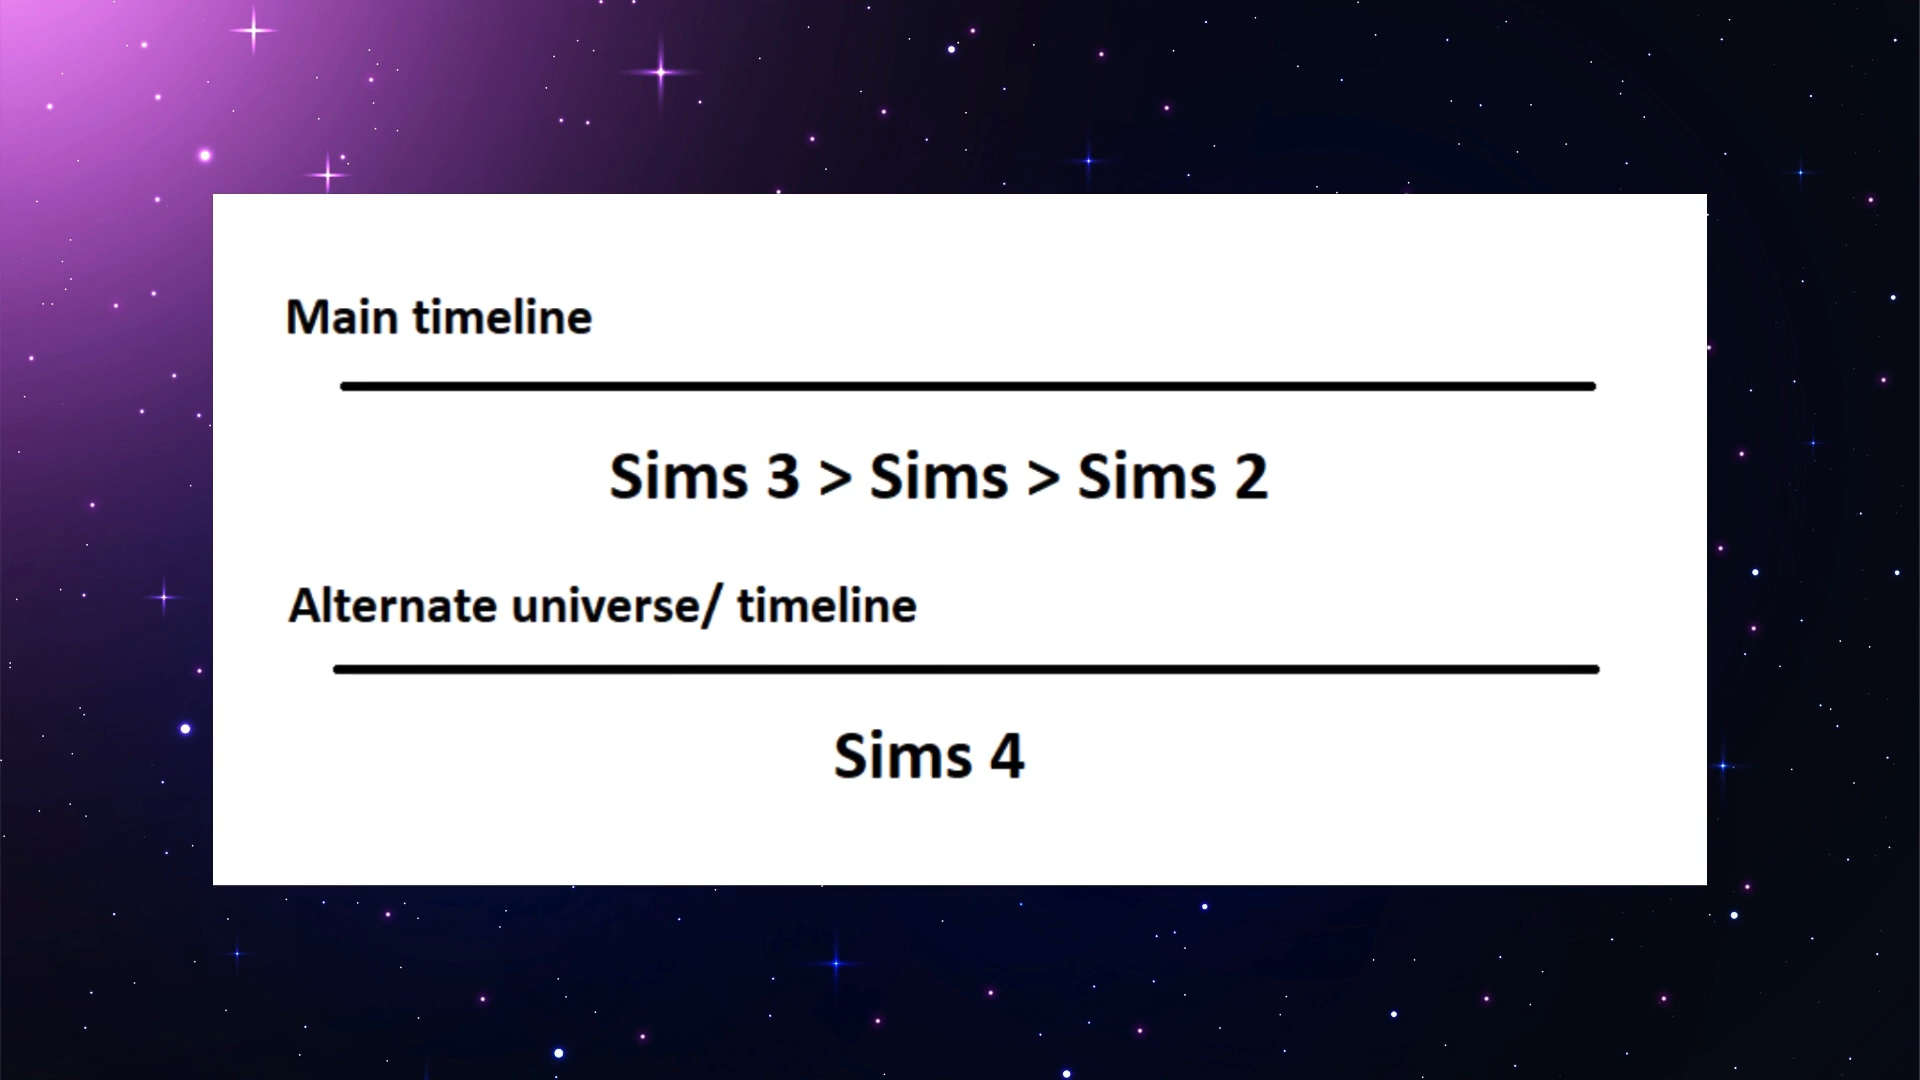 Main timeline
Sims 3 > Sims > Sims 2
Alternate universe/ timeline
Sims 4